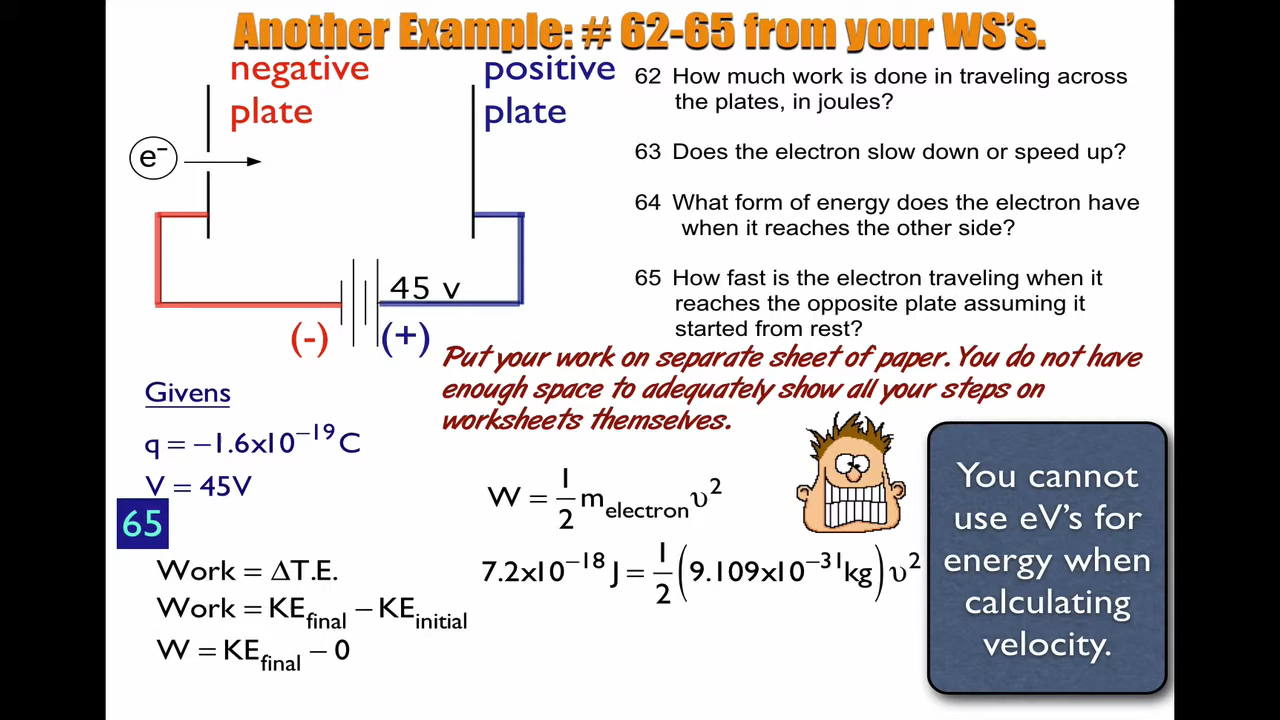 Another Example: # 62-65 from your WS's.
negative
plate
positive
plate
e⁻
45 v
(-)
(+)
62 How much work is done in traveling across
the plates, in joules?
63 Does the electron slow down or speed up?
64 What form of energy does the electron have
when it reaches the other side?
65 How fast is the electron traveling when it
reaches the opposite plate assuming it
started from rest?
Put your work on separate sheet of paper. You do not have
enough space to adequately show all your steps on
worksheets themselves.
Givens
q = −1.6x10⁻¹⁹ C
V = 45V
65
Work = ΔT.E.
Work = KE_final − KE_initial
W = KE_final − 0
W = 1/2 m_electron υ²
7.2x10⁻¹⁸ J = 1/2 (9.109x10⁻³¹ kg) υ²
You cannot
use eV's for
energy when
calculating
velocity.